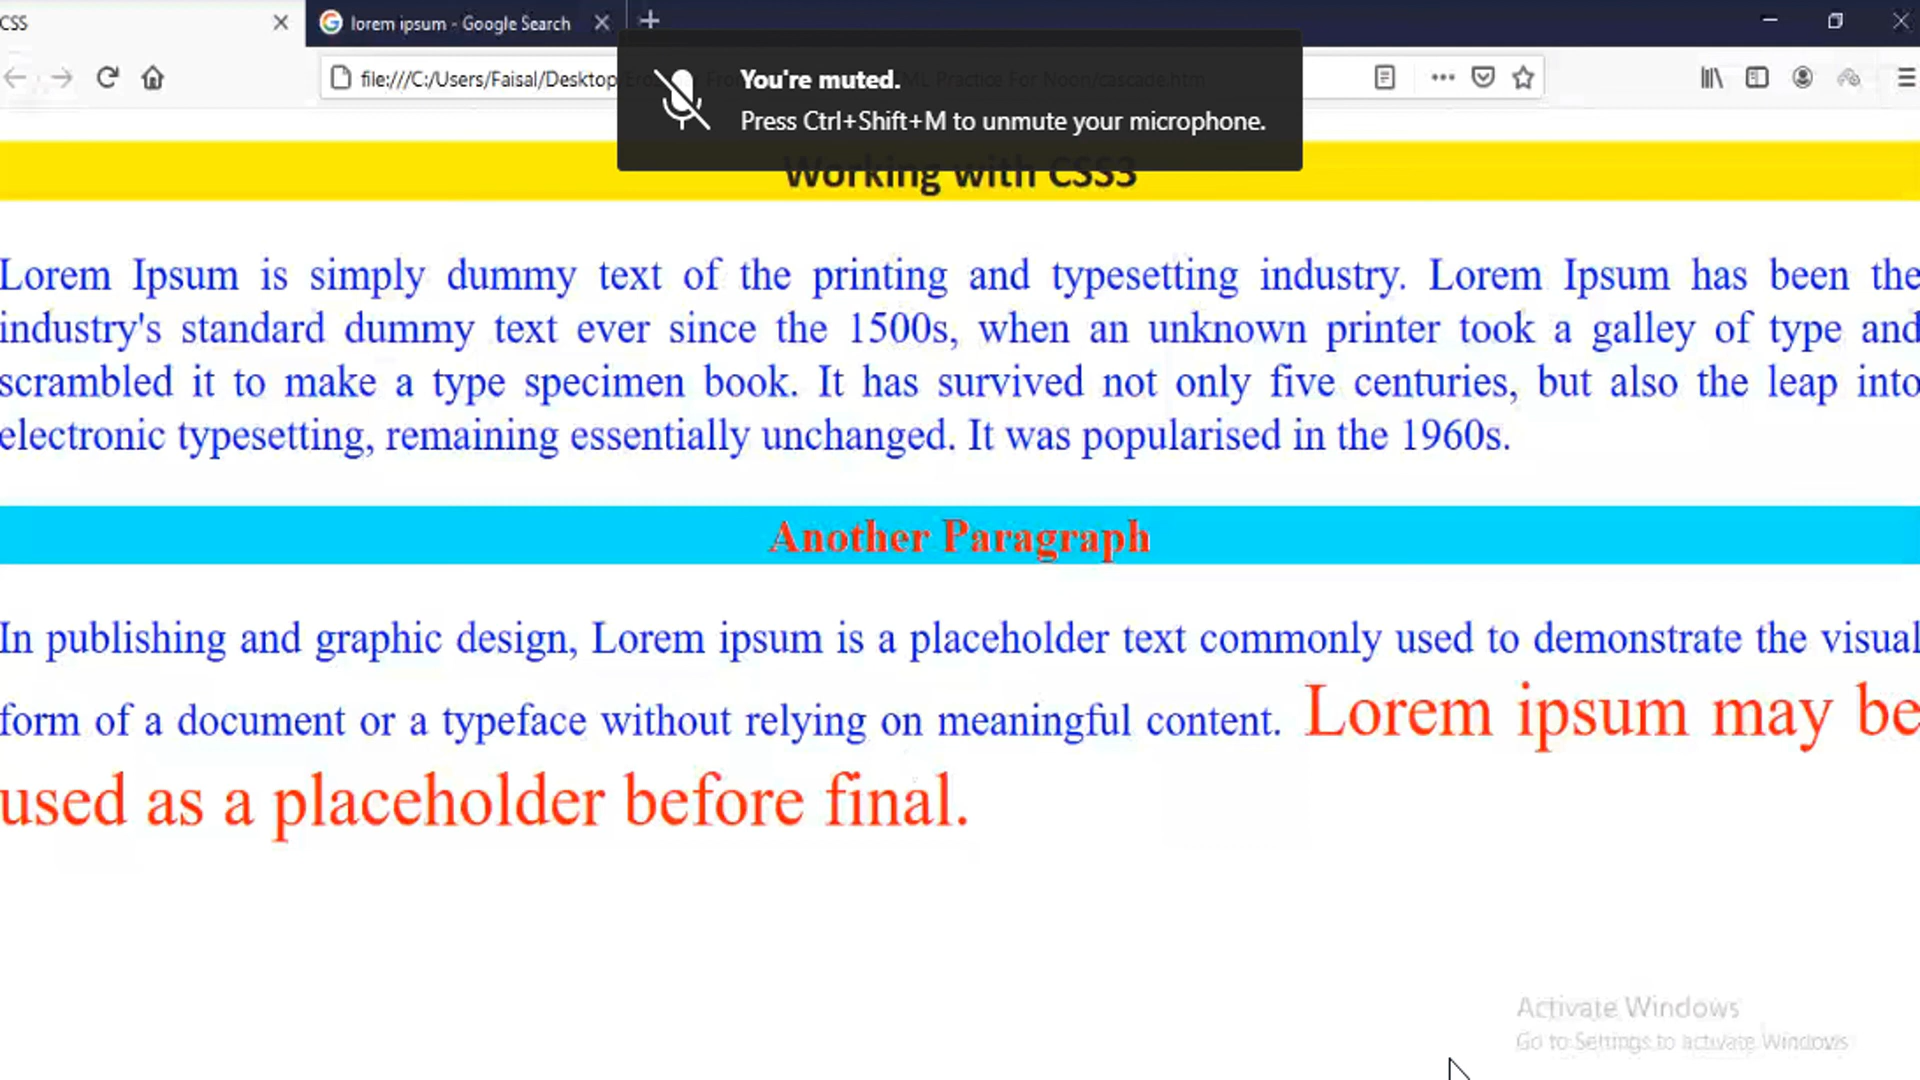 CSS
lorem ipsum - Google Search
file:///C:/Users/Faisal/Desktop/ML Practice For Noon/cascade.htm
You're muted.
Press Ctrl+Shift+M to unmute your microphone.
Working with CSS3
Lorem Ipsum is simply dummy text of the printing and typesetting industry. Lorem Ipsum has been the
industry's standard dummy text ever since the 1500s, when an unknown printer took a galley of type and
scrambled it to make a type specimen book. It has survived not only five centuries, but also the leap into
electronic typesetting, remaining essentially unchanged. It was popularised in the 1960s.
Another Paragraph
In publishing and graphic design, Lorem ipsum is a placeholder text commonly used to demonstrate the visual
form of a document or a typeface without relying on meaningful content. Lorem ipsum may be
used as a placeholder before final.
Activate Windows
Go to Settings to activate Windows